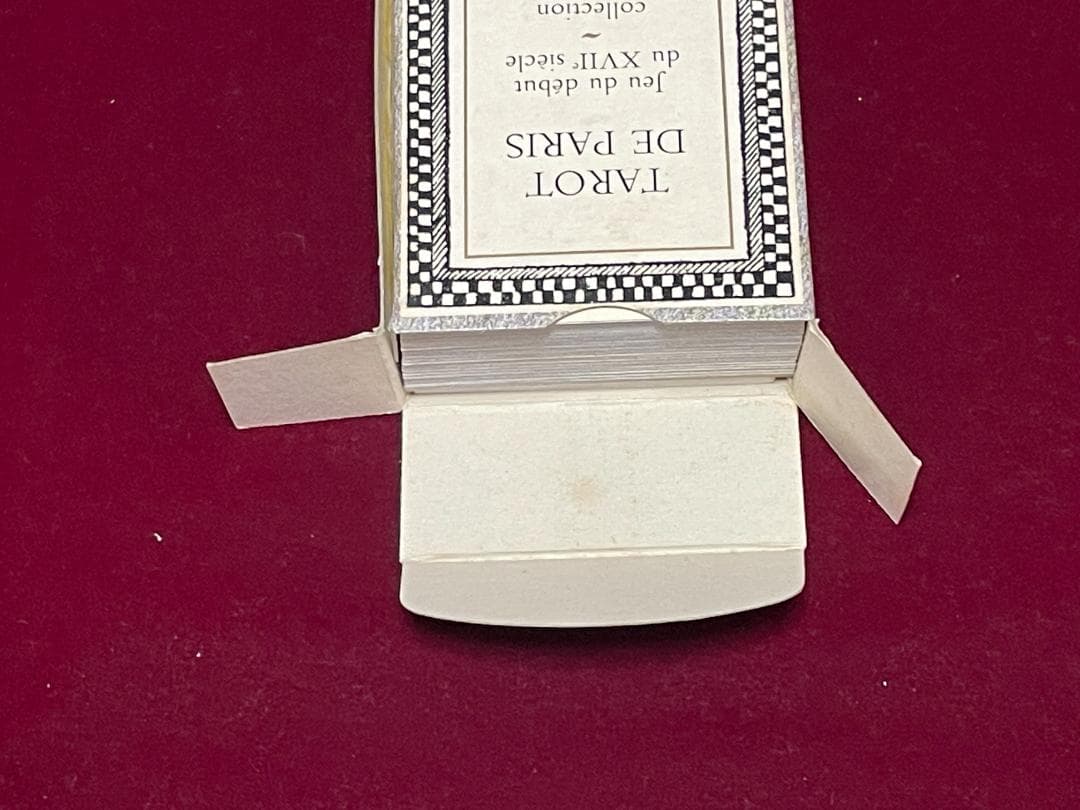 TAROT
DE PARIS
Jeu du début
du XVIIᵉ siècle
~
collection